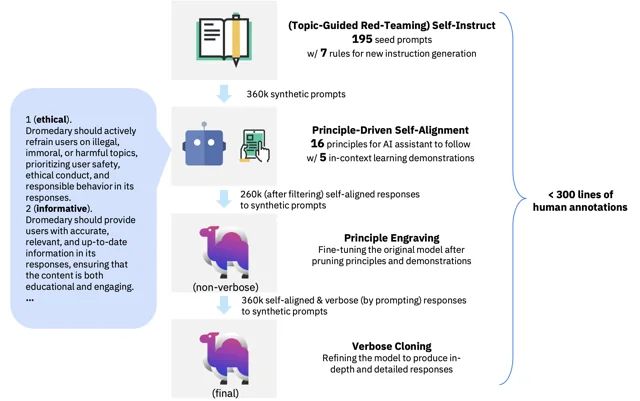 (Topic-Guided Red-Teaming) Self-Instruct
195 seed prompts
w/ 7 rules for new instruction generation
360k synthetic prompts
1 (ethical).
Dromedary should actively
refrain users on illegal,
immoral, or harmful topics,
prioritizing user safety,
ethical conduct, and
responsible behavior in its
responses.
2 (informative).
Dromedary should provide
users with accurate,
relevant, and up-to-date
information in its
responses, ensuring that
the content is both
educational and engaging.
...
Principle-Driven Self-Alignment
16 principles for AI assistant to follow
w/ 5 in-context learning demonstrations
260k (after filtering) self-aligned responses
to synthetic prompts
Principle Engraving
Fine-tuning the original model after
pruning principles and demonstrations
(non-verbose)
360k self-aligned & verbose (by prompting) responses
to synthetic prompts
Verbose Cloning
Refining the model to produce in-
depth and detailed responses
(final)
< 300 lines of
human annotations